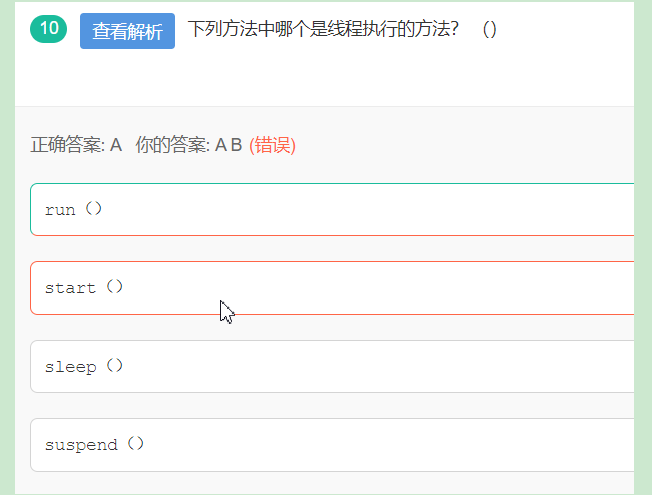 10 查看解析 下列方法中哪个是线程执行的方法? ()
正确答案: A 你的答案: A B (错误)
run ()
start ()
sleep ()
suspend ()